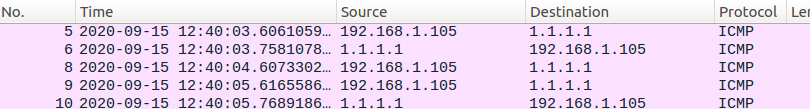 No. Time Source Destination Protocol Len
5 2020-09-15 12:40:03.6061059… 192.168.1.105 1.1.1.1 ICMP
6 2020-09-15 12:40:03.7581078… 1.1.1.1 192.168.1.105 ICMP
8 2020-09-15 12:40:04.6073302… 192.168.1.105 1.1.1.1 ICMP
9 2020-09-15 12:40:05.6165586… 192.168.1.105 1.1.1.1 ICMP
10 2020-09-15 12:40:05.7689186… 1.1.1.1 192.168.1.105 ICMP